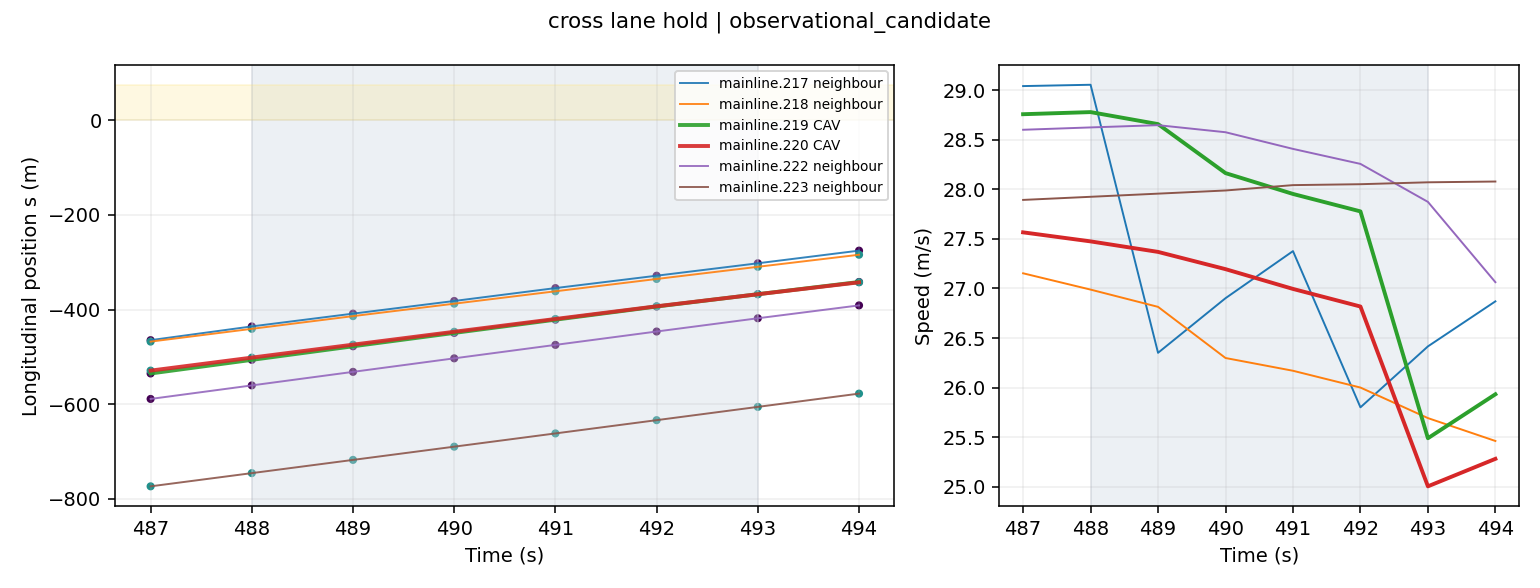 cross lane hold | observational_candidate
Longitudinal position s (m)
0
−200
−400
−600
−800
487 488 489 490 491 492 493 494
Time (s)
mainline.217 neighbour
mainline.218 neighbour
mainline.219 CAV
mainline.220 CAV
mainline.222 neighbour
mainline.223 neighbour
Speed (m/s)
29.0
28.5
28.0
27.5
27.0
26.5
26.0
25.5
25.0
487 488 489 490 491 492 493 494
Time (s)